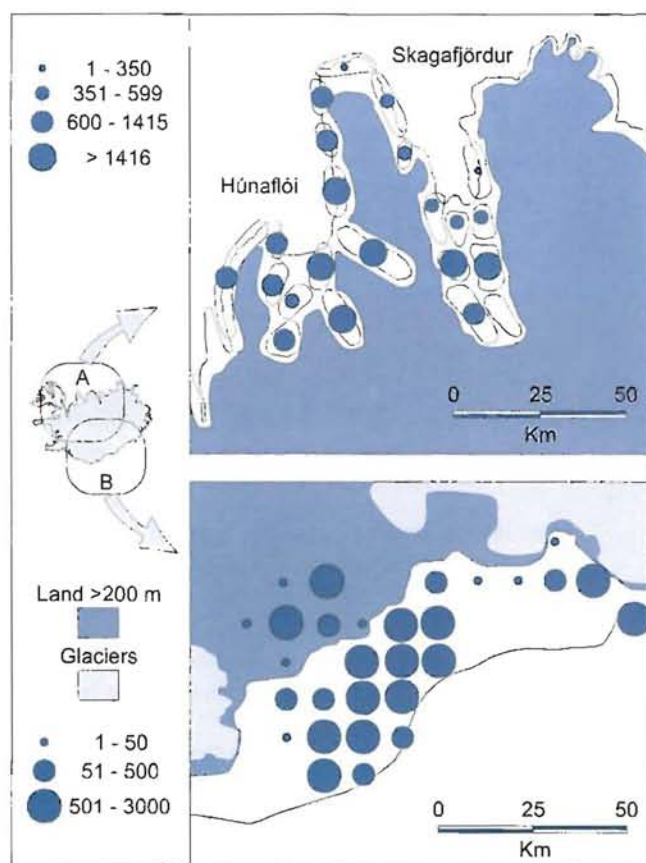 1 - 350
351 - 599
600 - 1415
> 1416
Skagafjördur
Húnaflói
0 25 50
Km
A
B
Land >200 m
Glaciers
1 - 50
51 - 500
501 - 3000
0 25 50
Km